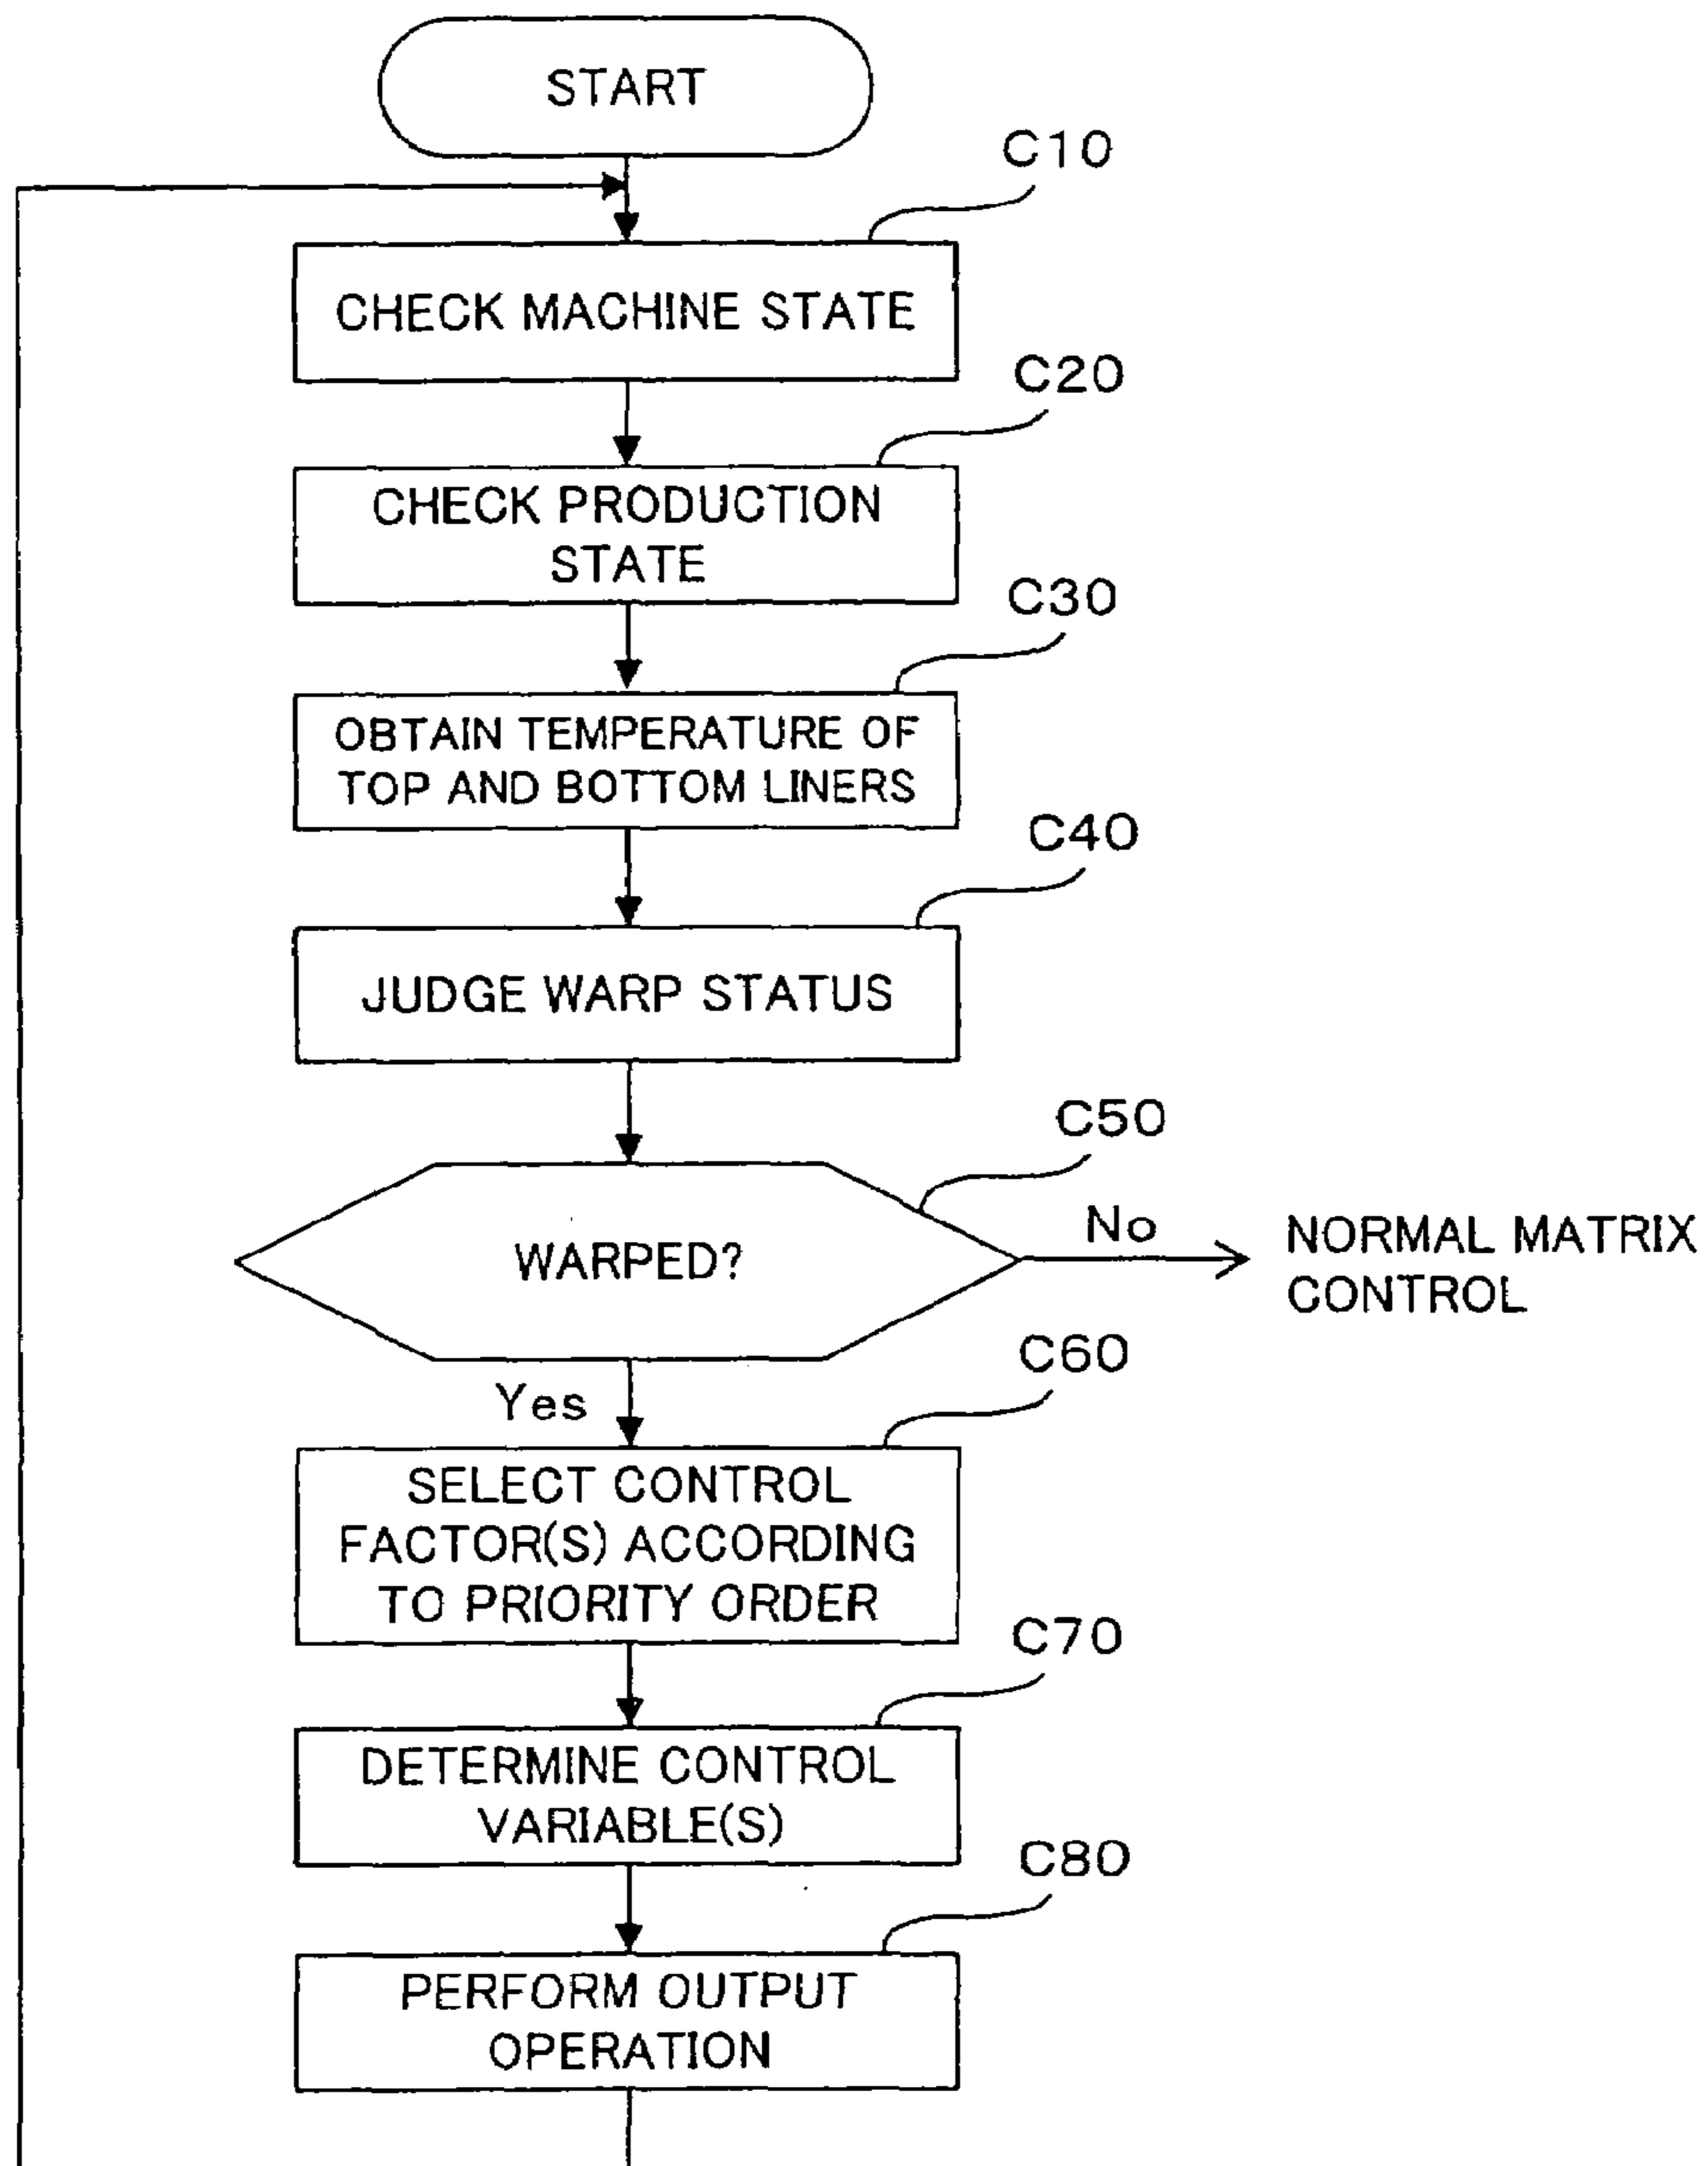 START
C10
CHECK MACHINE STATE
C20
CHECK PRODUCTION
STATE
C30
OBTAIN TEMPERATURE OF
TOP AND BOTTOM LINERS
C40
JUDGE WARP STATUS
C50
WARPED?
No
NORMAL MATRIX
CONTROL
Yes
C60
SELECT CONTROL
FACTOR(S) ACCORDING
TO PRIORITY ORDER
C70
DETERMINE CONTROL
VARIABLE(S)
C80
PERFORM OUTPUT
OPERATION